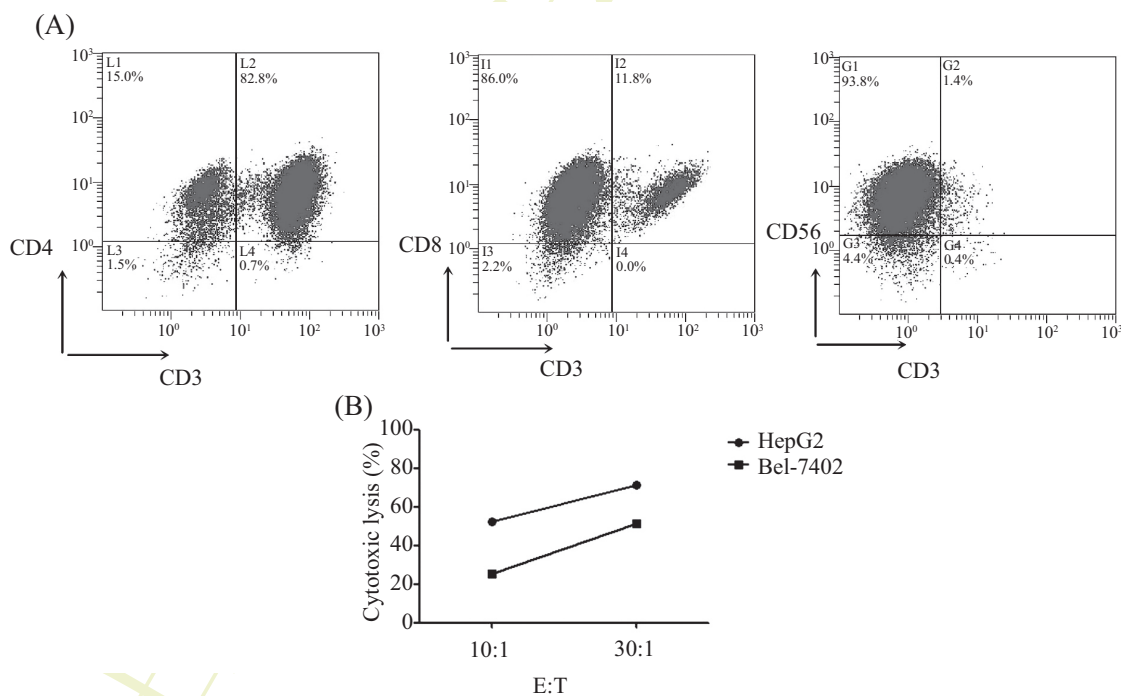 (A)
10³
10²
10¹
10⁰
L1
15.0%
L2
82.8%
L3
1.5%
L4
0.7%
CD4
10⁰
10¹
10²
10³
CD3
10³
10²
10¹
10⁰
I1
86.0%
I2
11.8%
I3
2.2%
I4
0.0%
CD8
10⁰
10¹
10²
10³
CD3
10³
10²
10¹
10⁰
G1
93.8%
G2
1.4%
G3
4.4%
G4
0.4%
CD56
10⁰
10¹
10²
10³
CD3
(B)
Cytotoxic lysis (%)
100
80
60
40
20
0
10:1
30:1
E:T
HepG2
Bel-7402